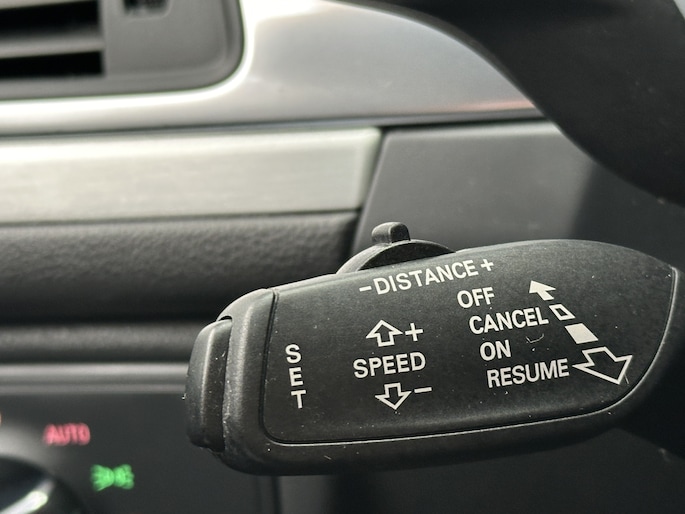 -DISTANCE+
OFF
CANCEL
ON
RESUME
+
SPEED
-
SET
AUTO